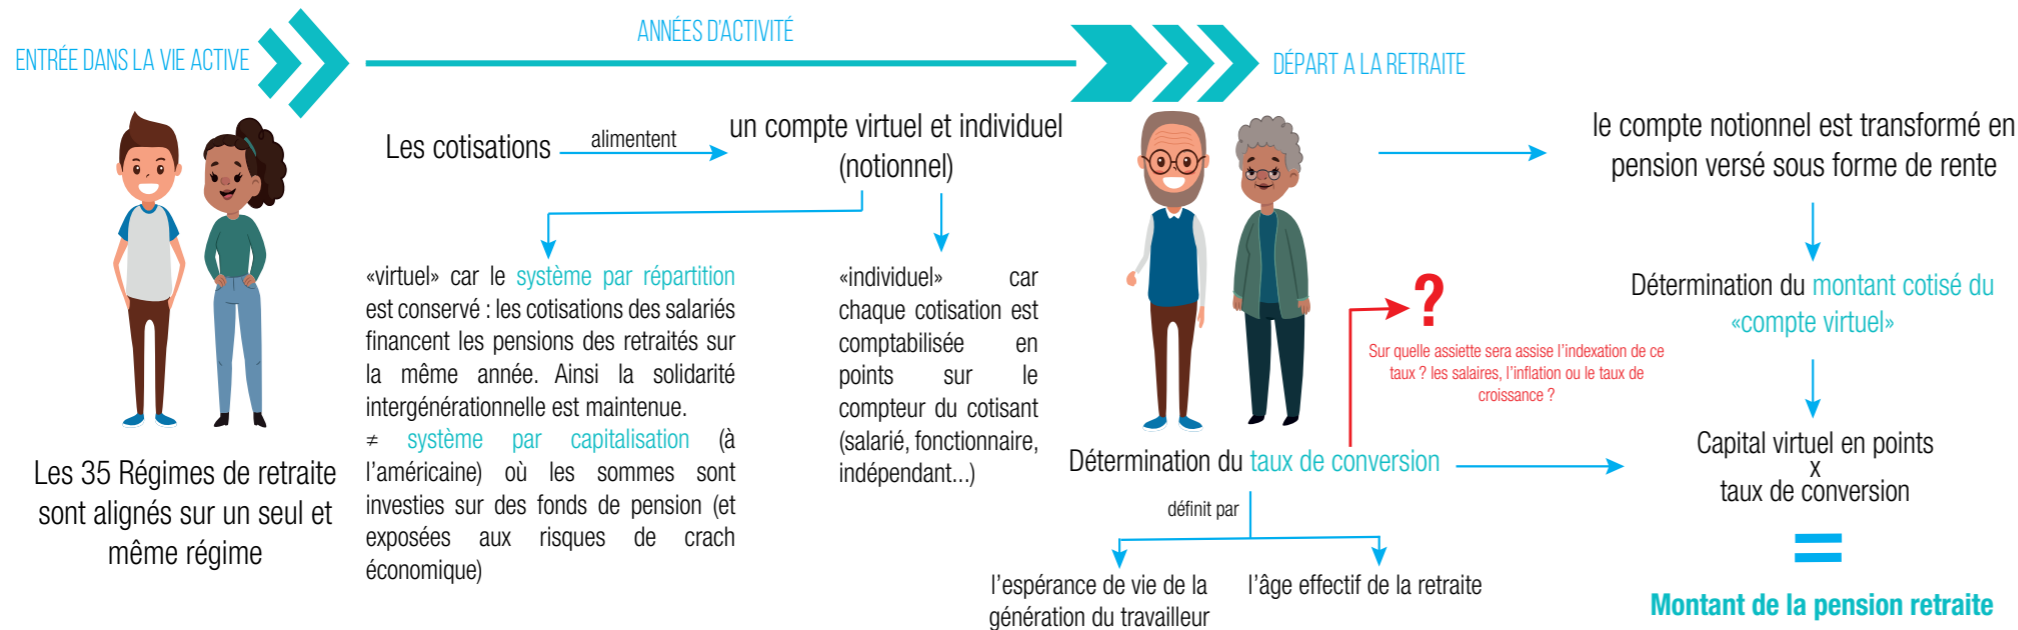 ENTRÉE DANS LA VIE ACTIVE
ANNÉES D'ACTIVITÉ
DÉPART A LA RETRAITE
Les 35 Régimes de retraite
sont alignés sur un seul et
même régime
Les cotisations
alimentent
un compte virtuel et individuel
(notionnel)
«virtuel» car le système par répartition
est conservé : les cotisations des salariés
financent les pensions des retraités sur
la même année. Ainsi la solidarité
intergénérationnelle est maintenue.
≠ système par capitalisation (à
l'américaine) où les sommes sont
investies sur des fonds de pension (et
exposées aux risques de crach
économique)
«individuel» car
chaque cotisation est
comptabilisée en
points sur le
compteur du cotisant
(salarié, fonctionnaire,
indépendant...)
Détermination du taux de conversion
définit par
l'espérance de vie de la
génération du travailleur
l'âge effectif de la retraite
?
Sur quelle assiette sera assise l'indexation de ce
taux ? les salaires, l'inflation ou le taux de
croissance ?
le compte notionnel est transformé en
pension versé sous forme de rente
Détermination du montant cotisé du
«compte virtuel»
Capital virtuel en points
x
taux de conversion
=
Montant de la pension retraite